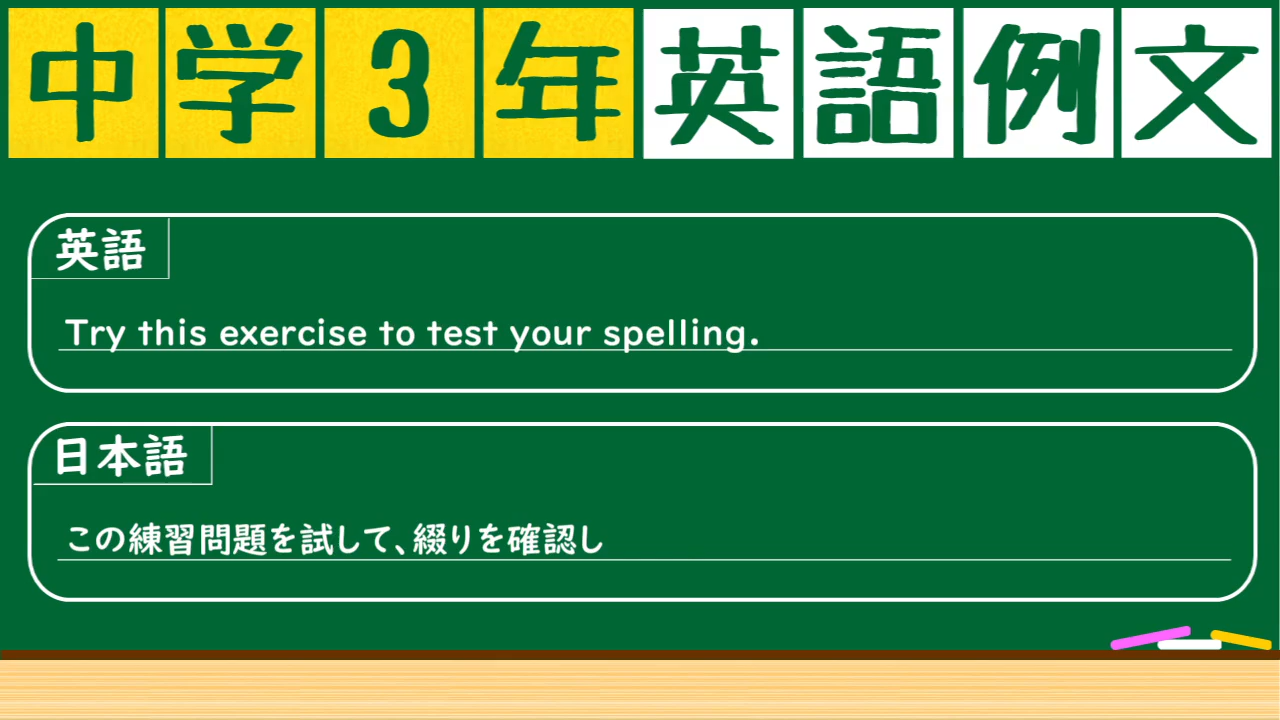 中学3年英語例文
英語
Try this exercise to test your spelling.
日本語
この練習問題を試して、綴りを確認し